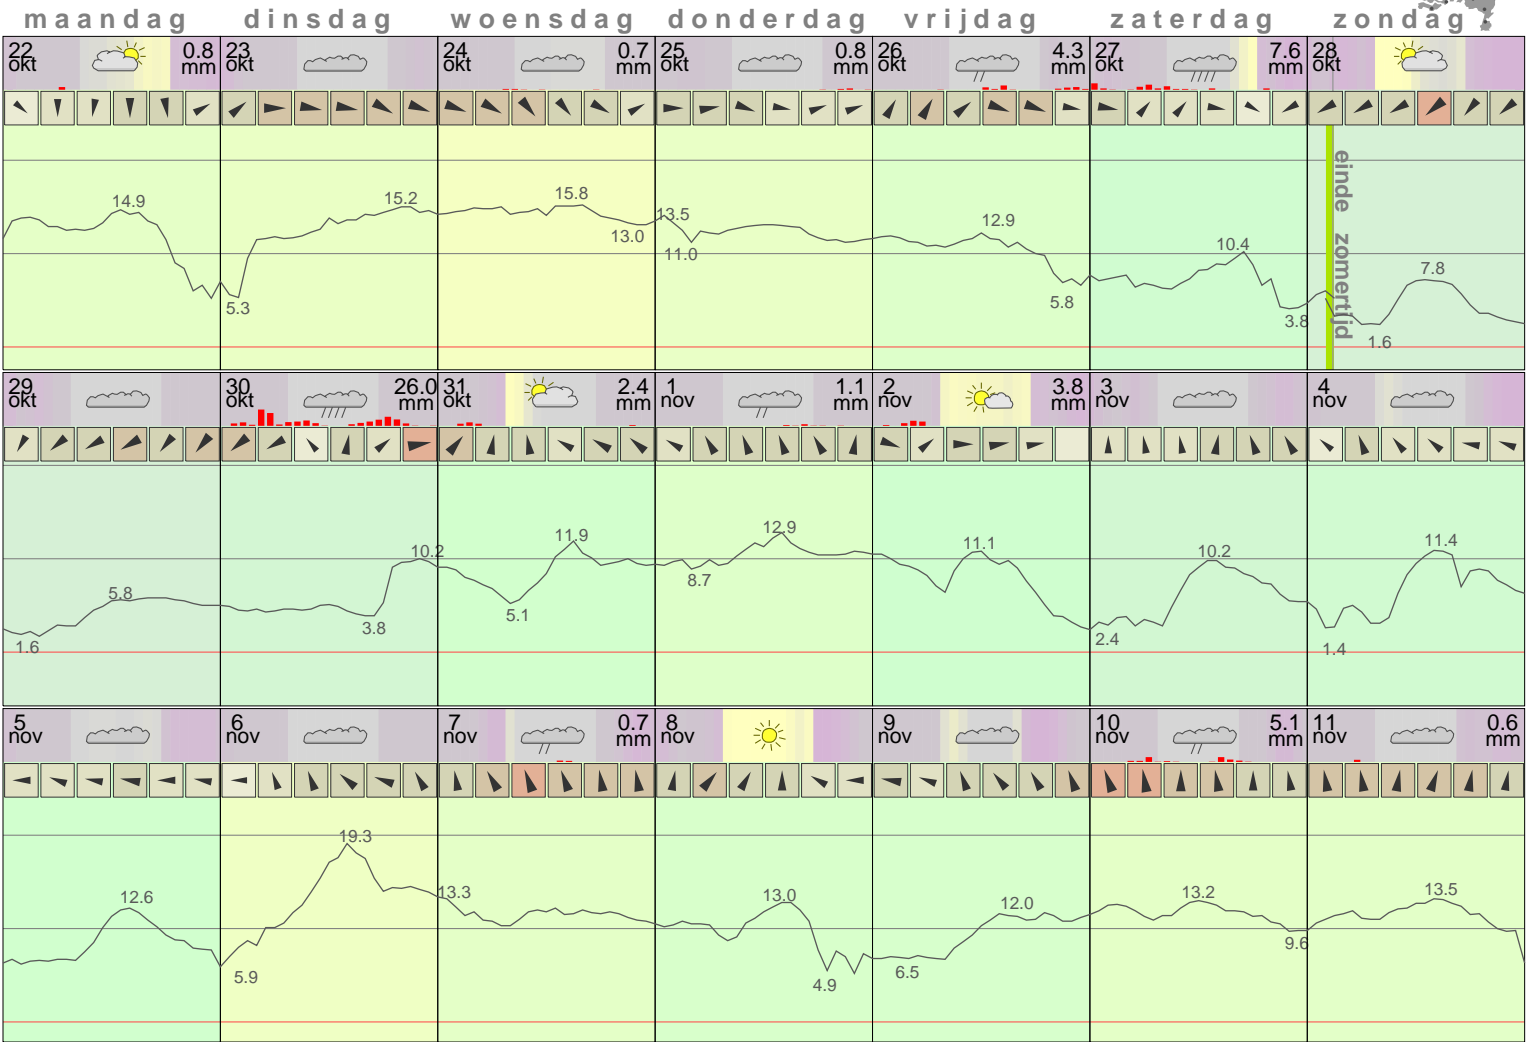 maandag dinsdag woensdag donderdag vrijdag zaterdag zondag
22 0.8 23 24 0.7 25 0.8 26 4.3 27 7.6 28
okt mm okt okt mm okt mm okt mm okt mm okt
14.9 15.2 15.8 13.5 12.9 10.4 7.8
5.3 13.0 11.0 5.8 3.8 1.6
einde zomertijd
29 30 26.0 31 2.4 1 1.1 2 3.8 3 4
okt okt mm okt mm nov mm nov mm nov nov
5.8 10.2 11.9 12.9 11.1 10.2 11.4
1.6 3.8 5.1 8.7 2.4 1.4
5 6 7 0.7 8 9 10 5.1 11 0.6
nov nov nov mm nov nov nov mm nov mm
12.6 19.3 13.3 13.0 12.0 13.2 13.5
5.9 4.9 6.5 9.6